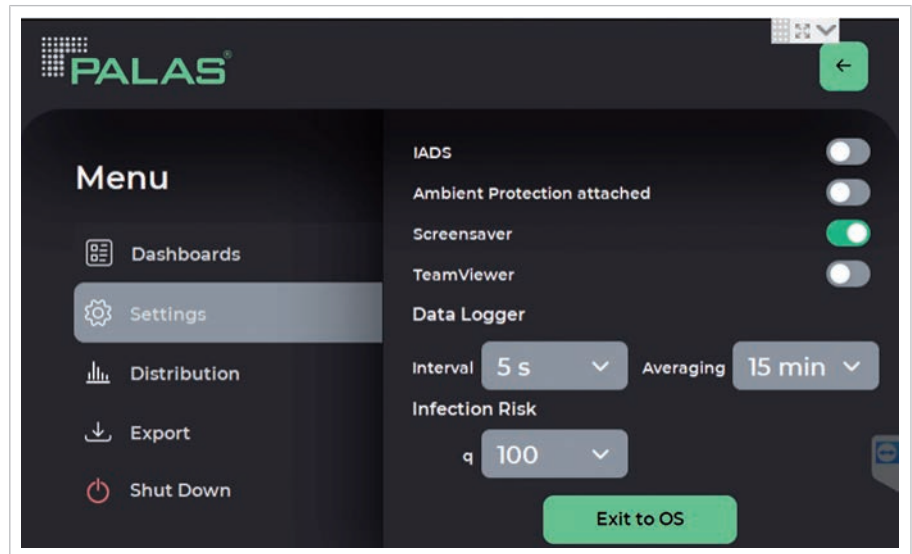 PALAS®
Menu
Dashboards
Settings
Distribution
Export
Shut Down
IADS
Ambient Protection attached
Screensaver
TeamViewer
Data Logger
Interval 5 s Averaging 15 min
Infection Risk
q 100
Exit to OS